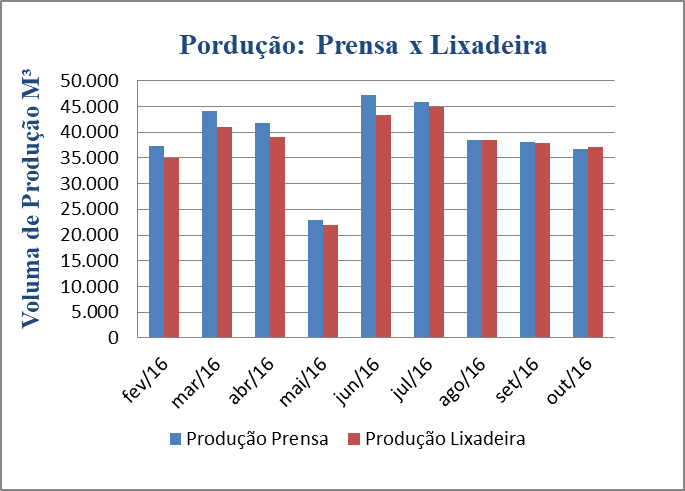 Pordução: Prensa x Lixadeira
Voluma de Produção M³
50.000
45.000
40.000
35.000
30.000
25.000
20.000
15.000
10.000
5.000
0
fev/16
mar/16
abr/16
mai/16
jun/16
jul/16
ago/16
set/16
out/16
Produção Prensa
Produção Lixadeira